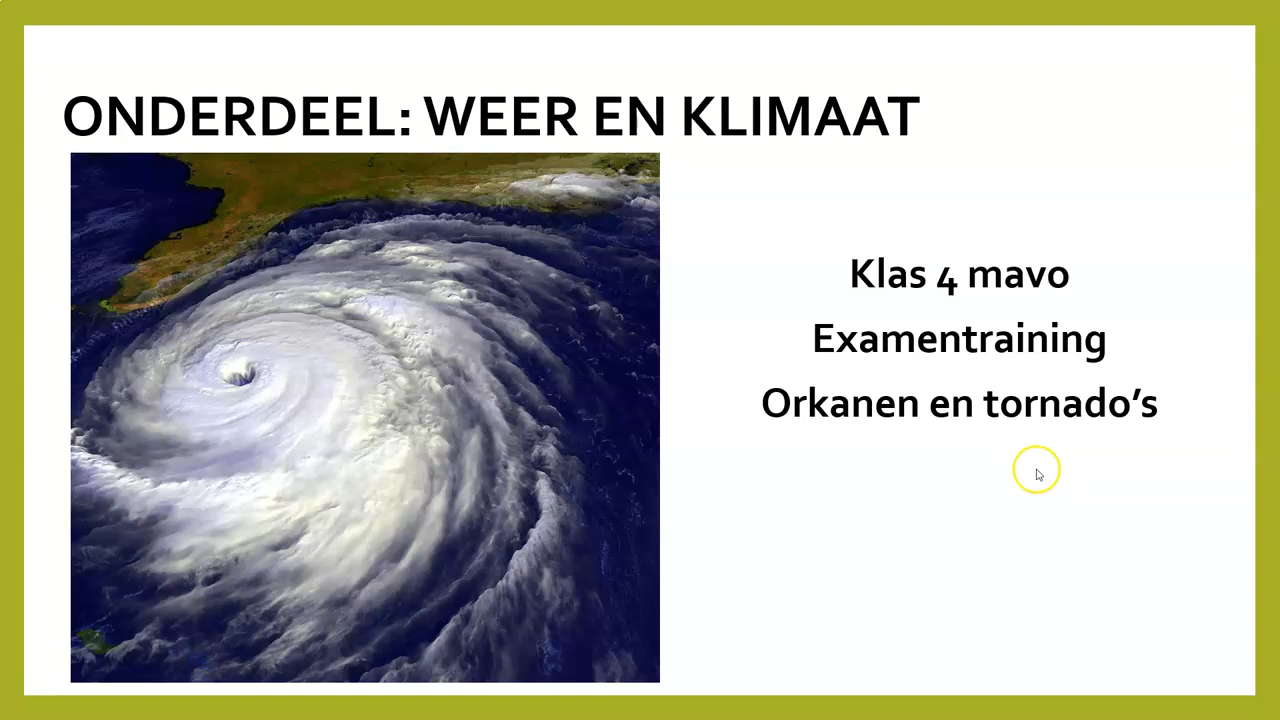 ONDERDEEL: WEER EN KLIMAAT
Klas 4 mavo
Examentraining
Orkanen en tornado’s